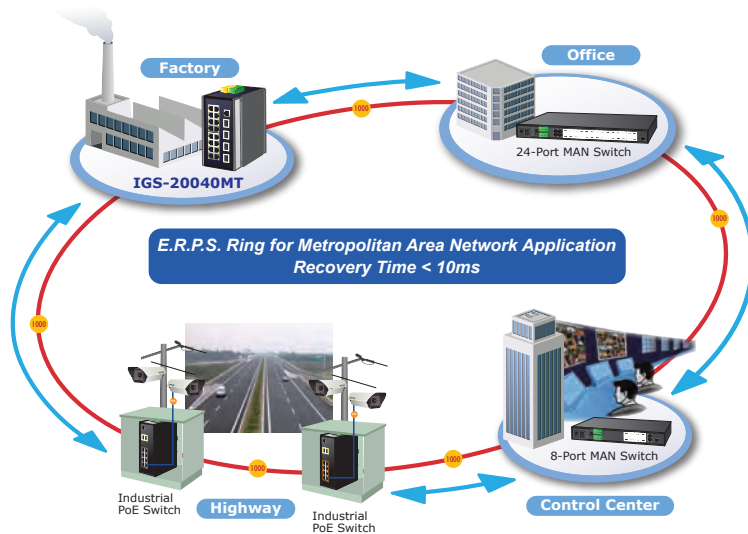 Factory
Office
1000
24-Port MAN Switch
IGS-20040MT
1000
E.R.P.S. Ring for Metropolitan Area Network Application
Recovery Time < 10ms
1000
8-Port MAN Switch
1000
1000
Industrial
PoE Switch
Highway
Industrial
PoE Switch
Control Center